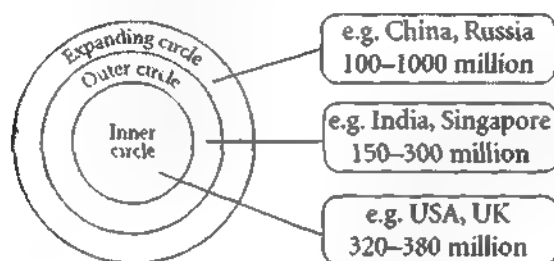 Expanding circle
Outer circle
Inner
circle
e.g. China, Russia
100–1000 million
e.g. India, Singapore
150–300 million
e.g. USA, UK
320–380 million